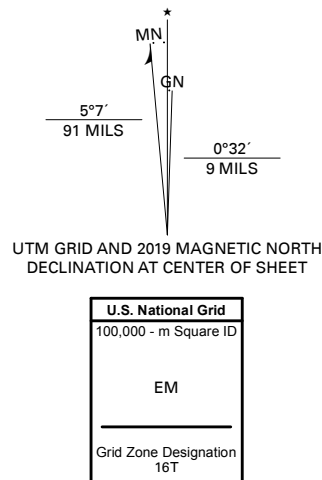 MN
GN
5°7´
91 MILS
0°32´
9 MILS
UTM GRID AND 2019 MAGNETIC NORTH
DECLINATION AT CENTER OF SHEET
U.S. National Grid
100,000 - m Square ID
EM
Grid Zone Designation
16T